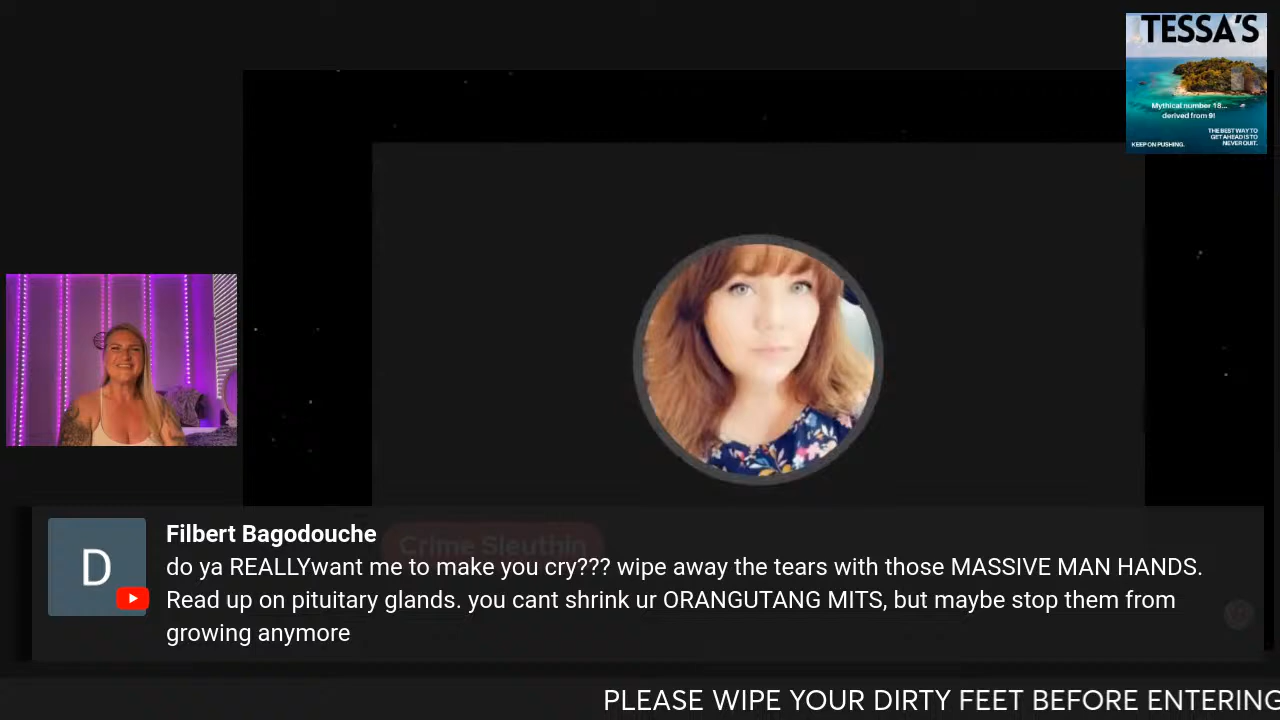 TESSA'S
Mythical number 18...
derived from 9!
THE BEST WAY TO
GET AHEAD IS TO
NEVER QUIT.
KEEP ON PUSHING.
Crime Sleuthin
Filbert Bagodouche
D
do ya REALLYwant me to make you cry??? wipe away the tears with those MASSIVE MAN HANDS.
Read up on pituitary glands. you cant shrink ur ORANGUTANG MITS, but maybe stop them from
growing anymore
PLEASE WIPE YOUR DIRTY FEET BEFORE ENTERING